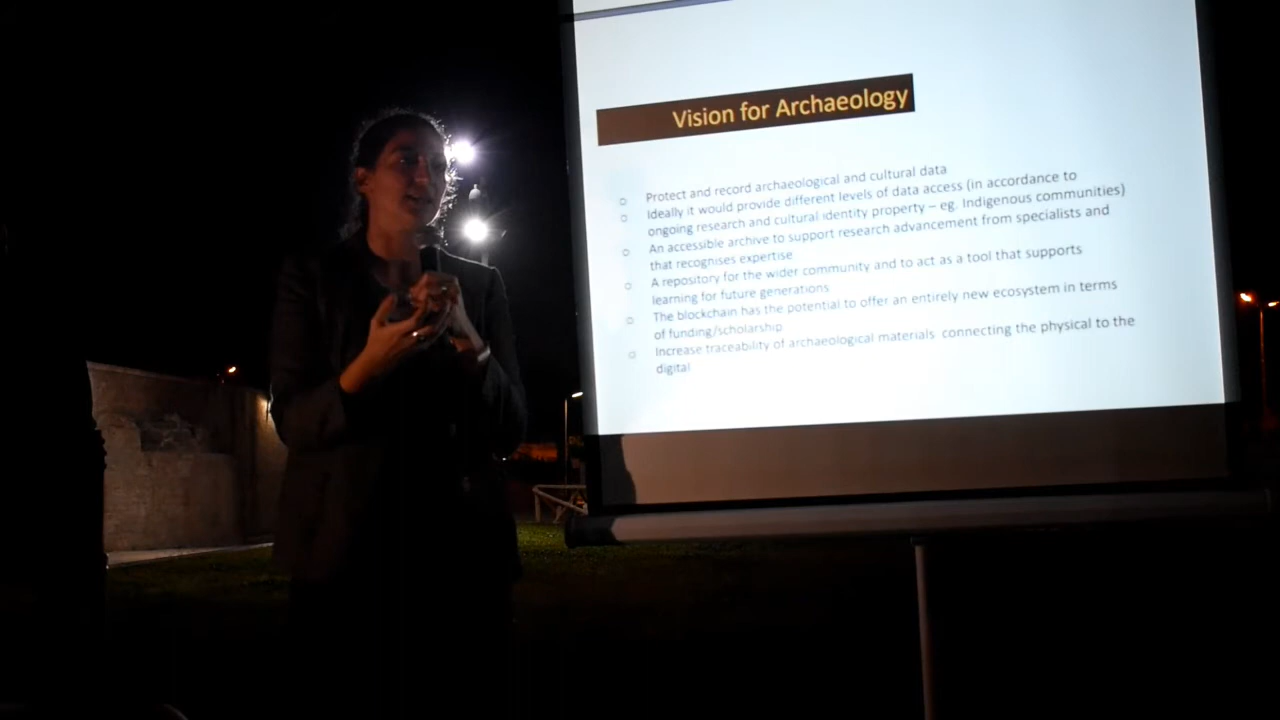 Vision for Archaeology
Protect and record archaeological and cultural data
Ideally it would provide different levels of data access (in accordance to
ongoing research and cultural identity property – eg. Indigenous communities)
An accessible archive to support research advancement from specialists and
that recognises expertise
A repository for the wider community and to act as a tool that supports
learning for future generations
The blockchain has the potential to offer an entirely new ecosystem in terms
of funding/scholarship
Increase traceability of archaeological materials connecting the physical to the
digital